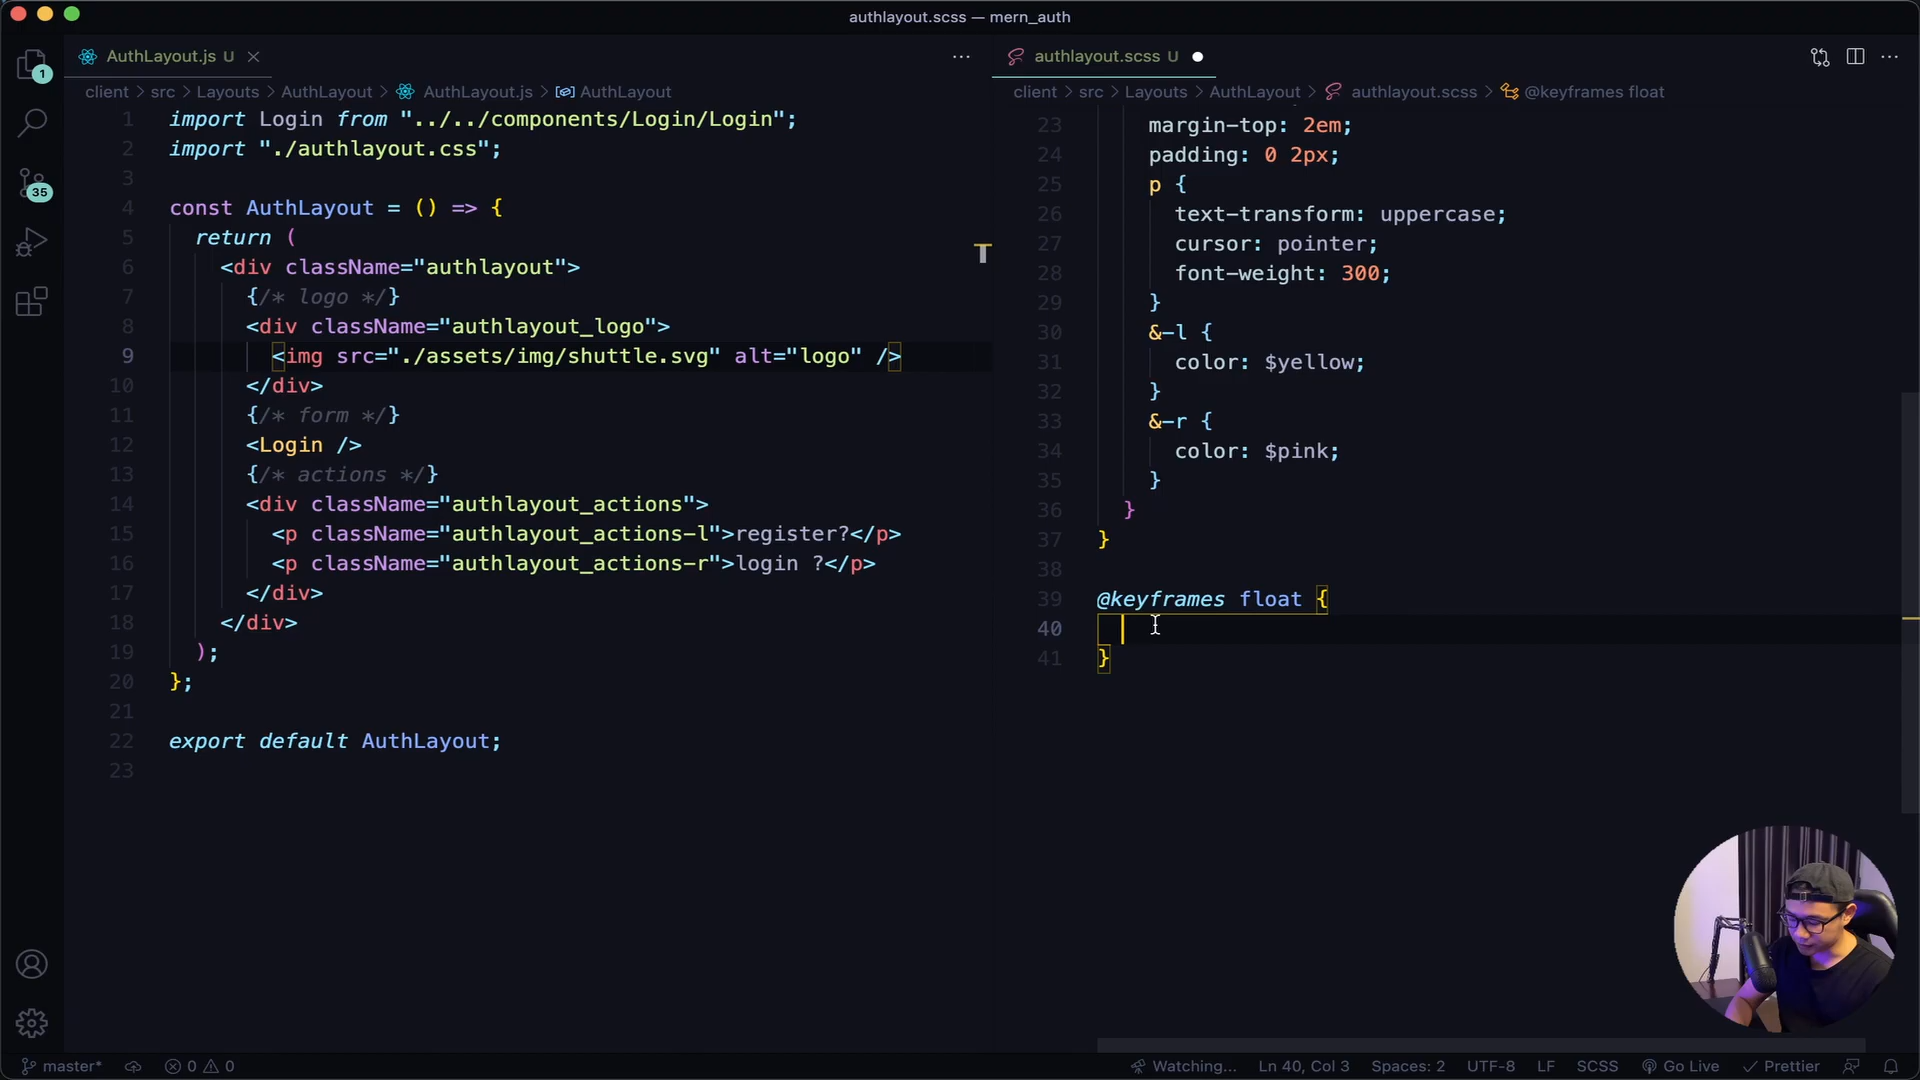 authlayout.scss — mern_auth
AuthLayout.js U
client > src > Layouts > AuthLayout > AuthLayout.js > AuthLayout
1 import Login from "../../components/Login/Login";
2 import "./authlayout.css";
3
4 const AuthLayout = () => {
5 return (
6 <div className="authlayout">
7 {/* logo */}
8 <div className="authlayout_logo">
9 <img src="./assets/img/shuttle.svg" alt="logo" />
10 </div>
11 {/* form */}
12 <Login />
13 {/* actions */}
14 <div className="authlayout_actions">
15 <p className="authlayout_actions-l">register?</p>
16 <p className="authlayout_actions-r">login ?</p>
17 </div>
18 </div>
19 );
20 };
21
22 export default AuthLayout;
23
authlayout.scss U
client > src > Layouts > AuthLayout > authlayout.scss > @keyframes float
23 margin-top: 2em;
24 padding: 0 2px;
25 p {
26 text-transform: uppercase;
27 cursor: pointer;
28 font-weight: 300;
29 }
30 &-l {
31 color: $yellow;
32 }
33 &-r {
34 color: $pink;
35 }
36 }
37 }
38
39 @keyframes float {
40
41 }
1
35
master* 0 0 Watching... Ln 40, Col 3 Spaces: 2 UTF-8 LF SCSS Go Live Prettier